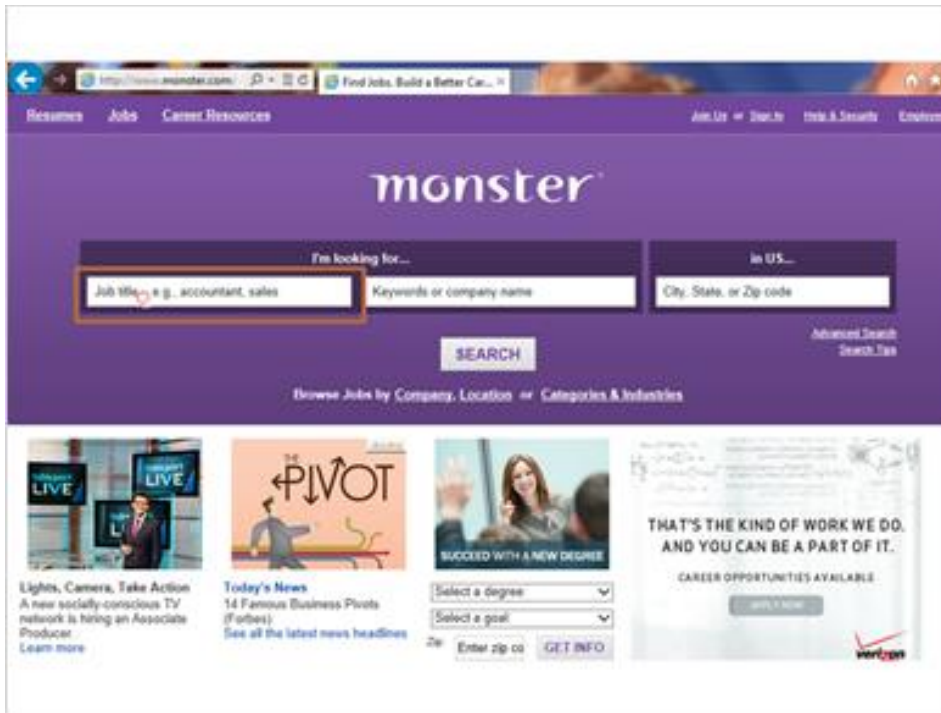 http://www.monster.com
Find Jobs. Build a Better Car...
Resumes Jobs Career Resources
Join Us or Sign In Help & Security
monster
I'm looking for...
in US...
Job title e.g., accountant, sales
Keywords or company name
City, State, or Zip code
Advanced Search
Search Tips
SEARCH
Browse Jobs by Company, Location or Categories & Industries
LIVE
LIVE
THE
PIVOT
SUCCEED WITH A NEW DEGREE
THAT'S THE KIND OF WORK WE DO.
AND YOU CAN BE A PART OF IT.
CAREER OPPORTUNITIES AVAILABLE
APPLY NOW
verizon
Lights, Camera, Take Action
A new socially-conscious TV
network is hiring an Associate
Producer
Learn more
Today's News
14 Famous Business Pivots
(Forbes)
See all the latest news headlines
Select a degree
Select a goal
Zip
Enter zip co
GET INFO